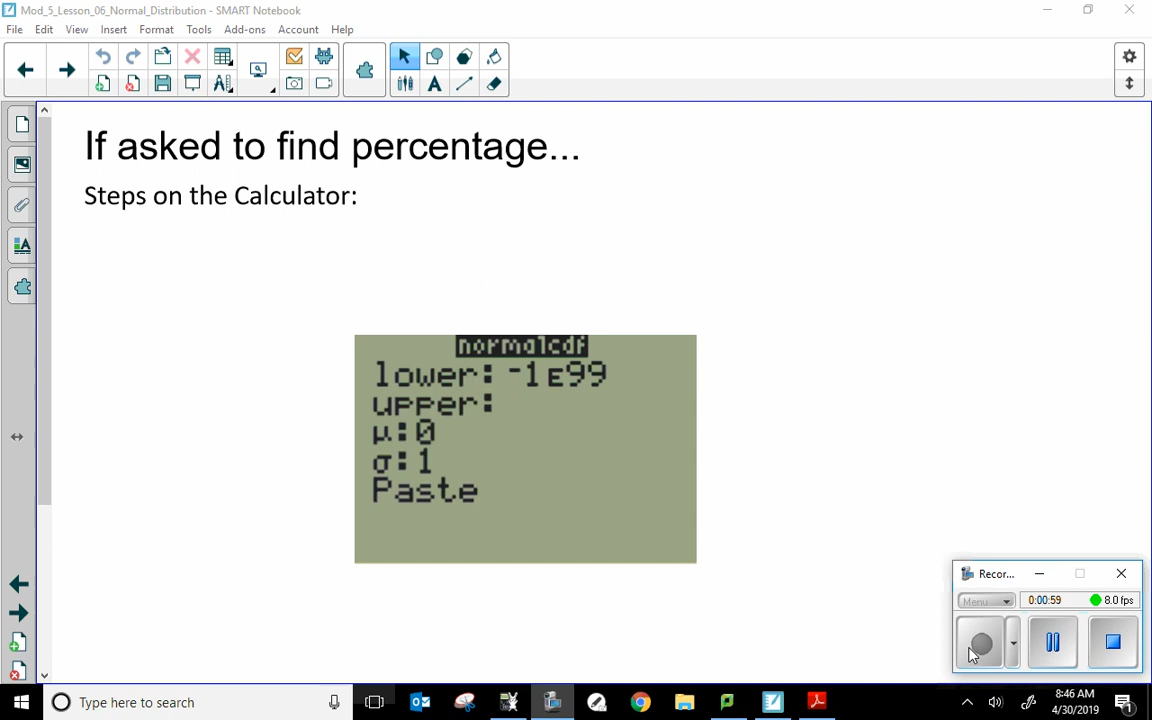 Mod_5_Lesson_06_Normal_Distribution - SMART Notebook
File Edit View Insert Format Tools Add-ons Account Help
If asked to find percentage...
Steps on the Calculator:
normalcdf
lower: -1E99
upper:
μ:0
σ:1
Paste
Recor...
Menu 0:00:59 8.0 fps
Type here to search
8:46 AM
4/30/2019
1